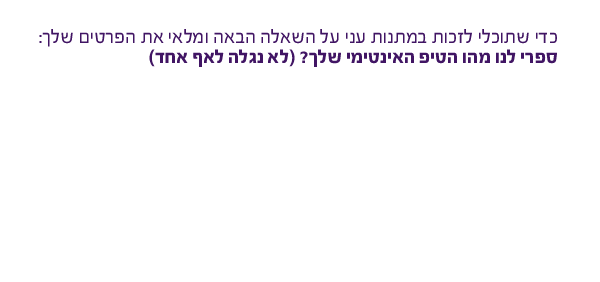 כדי שתוכלי לזכות במתנות עני על השאלה הבאה ומלאי את הפרטים שלך:
ספרי לנו מהו הטיפ האינטימי שלך? (לא נגלה לאף אחד)